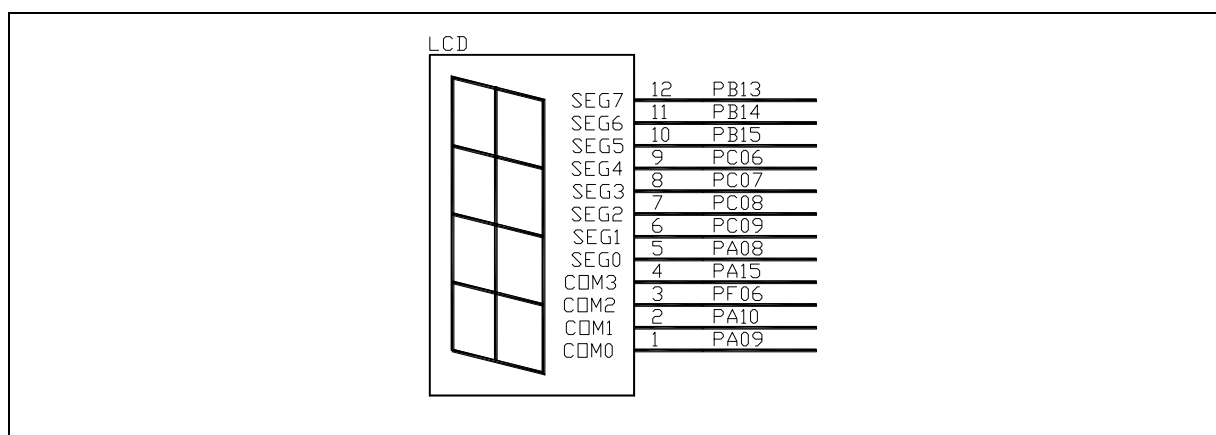 LCD
SEG7 12 PB13
SEG6 11 PB14
SEG5 10 PB15
SEG4 9 PC06
SEG3 8 PC07
SEG2 7 PC08
SEG1 6 PC09
SEG0 5 PA08
COM3 4 PA15
COM2 3 PF06
COM1 2 PA10
COM0 1 PA09